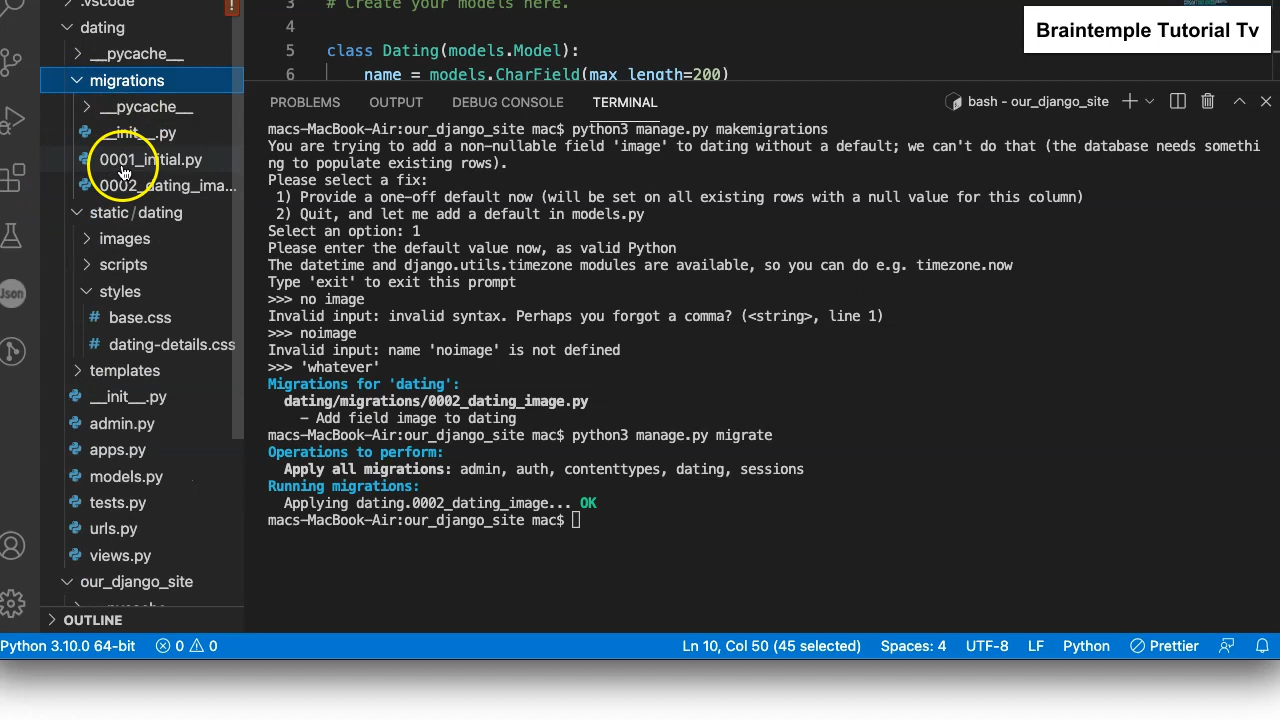 .vscode
dating
__pycache__
migrations
__pycache__
__init__.py
0001_initial.py
0002_dating_ima...
static/dating
images
scripts
styles
base.css
dating-details.css
templates
__init__.py
admin.py
apps.py
models.py
tests.py
urls.py
views.py
our_django_site
OUTLINE
Json
Braintemple Tutorial Tv
3 # Create your models here.
4
5 class Dating(models.Model):
6 name = models.CharField(max_length=200)
PROBLEMS OUTPUT DEBUG CONSOLE TERMINAL bash - our_django_site
macs-MacBook-Air:our_django_site mac$ python3 manage.py makemigrations
You are trying to add a non-nullable field 'image' to dating without a default; we can't do that (the database needs somethi
ng to populate existing rows).
Please select a fix:
1) Provide a one-off default now (will be set on all existing rows with a null value for this column)
2) Quit, and let me add a default in models.py
Select an option: 1
Please enter the default value now, as valid Python
The datetime and django.utils.timezone modules are available, so you can do e.g. timezone.now
Type 'exit' to exit this prompt
>>> no image
Invalid input: invalid syntax. Perhaps you forgot a comma? (<string>, line 1)
>>> noimage
Invalid input: name 'noimage' is not defined
>>> 'whatever'
Migrations for 'dating':
dating/migrations/0002_dating_image.py
- Add field image to dating
macs-MacBook-Air:our_django_site mac$ python3 manage.py migrate
Operations to perform:
Apply all migrations: admin, auth, contenttypes, dating, sessions
Running migrations:
Applying dating.0002_dating_image... OK
macs-MacBook-Air:our_django_site mac$
Python 3.10.0 64-bit 0 0 Ln 10, Col 50 (45 selected) Spaces: 4 UTF-8 LF Python Prettier